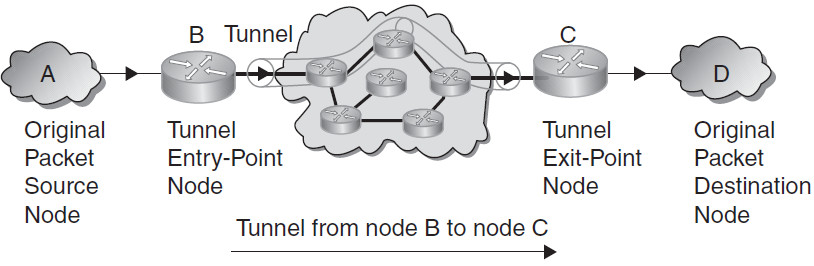 B Tunnel
C
A
D
Original
Packet
Source
Node
Tunnel
Entry-Point
Node
Tunnel
Exit-Point
Node
Original
Packet
Destination
Node
Tunnel from node B to node C